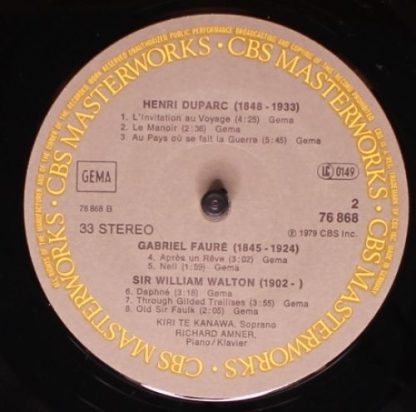 CBS MASTERWORKS · CBS MASTERWORKS · CBS MASTERWORKS · CBS MASTERWORKS ·
HENRI DUPARC (1848-1933)
1. L'Invitation au Voyage (4:25) Gema
2. Le Manoir (2:36) Gema
3. Au Pays où se fait la Guerre (5:45) Gema
GEMA
LC 0149
76 868 B
2
76 868
33 STEREO
℗ 1979 CBS Inc.
GABRIEL FAURÉ (1845-1924)
4. Après un Rêve (3:02) Gema
5. Nell (1:59) Gema
SIR WILLIAM WALTON (1902- )
6. Daphné (3:18) Gema
7. Through Gilded Trellises (3:55) Gema
8. Old Sir Faulk (2:05) Gema
KIRI TE KANAWA, Soprano
RICHARD AMNER,
Piano/Klavier